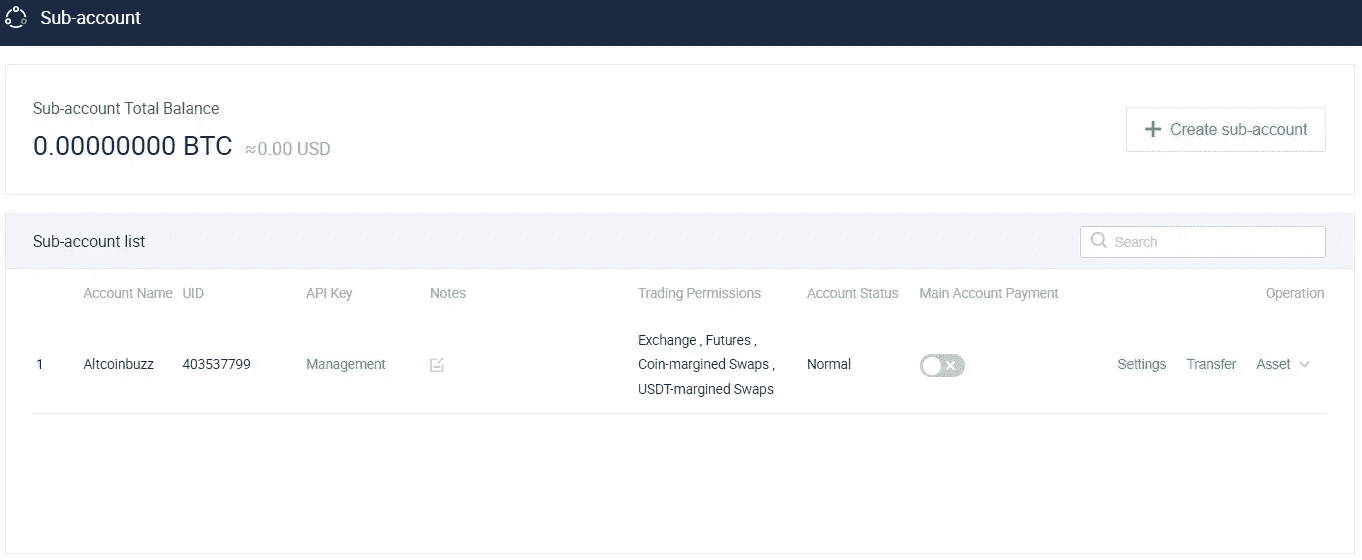 Sub-account
Sub-account Total Balance
0.00000000 BTC ≈0.00 USD
+ Create sub-account
Sub-account list
Search
Account Name UID API Key Notes Trading Permissions Account Status Main Account Payment Operation
Exchange , Futures ,
1 Altcoinbuzz 403537799 Management Coin-margined Swaps , Normal Settings Transfer Asset
USDT-margined Swaps